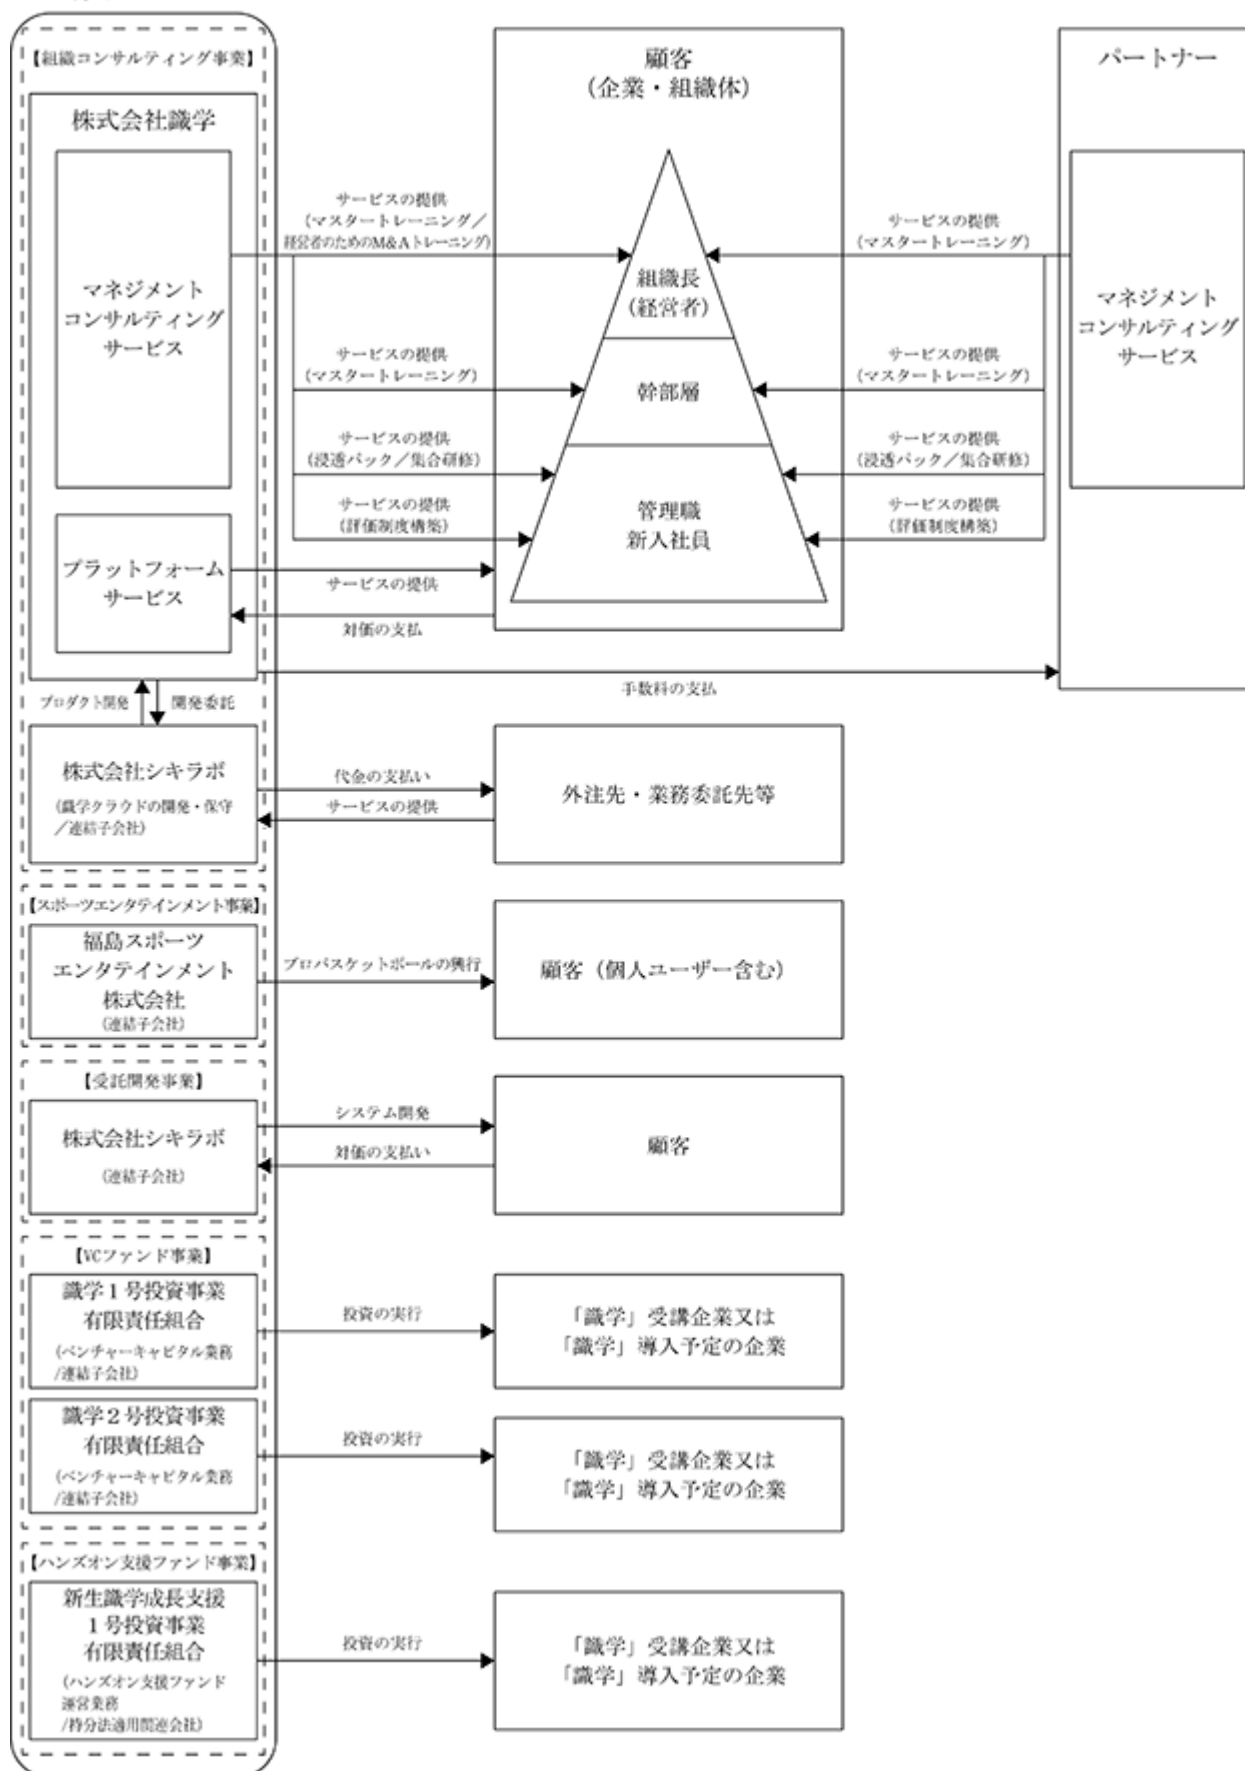 【組織コンサルティング事業】
株式会社識学
マネジメント
コンサルティング
サービス
プラットフォーム
サービス
サービスの提供
(マスタートレーニング／
経営者のためのM&Aトレーニング)
サービスの提供
(マスタートレーニング)
サービスの提供
(浸透パック／集合研修)
サービスの提供
(評価制度構築)
サービスの提供
対価の支払
顧客
(企業・組織体)
組織長
(経営者)
幹部層
管理職
新入社員
サービスの提供
(マスタートレーニング)
サービスの提供
(マスタートレーニング)
サービスの提供
(浸透パック／集合研修)
サービスの提供
(評価制度構築)
パートナー
マネジメント
コンサルティング
サービス
手数料の支払
プロダクト開発
開発委託
株式会社シキラボ
(識学クラウドの開発・保守
／連結子会社)
代金の支払い
サービスの提供
外注先・業務委託先等
【スポーツエンタテインメント事業】
福島スポーツ
エンタテインメント
株式会社
(連結子会社)
プロバスケットボールの興行
顧客（個人ユーザー含む）
【受託開発事業】
株式会社シキラボ
(連結子会社)
システム開発
対価の支払い
顧客
【VCファンド事業】
識学１号投資事業
有限責任組合
(ベンチャーキャピタル業務
/連結子会社)
投資の実行
「識学」受講企業又は
「識学」導入予定の企業
識学２号投資事業
有限責任組合
(ベンチャーキャピタル業務
/連結子会社)
投資の実行
「識学」受講企業又は
「識学」導入予定の企業
【ハンズオン支援ファンド事業】
新生識学成長支援
１号投資事業
有限責任組合
(ハンズオン支援ファンド
運営業務
/持分法適用関連会社)
投資の実行
「識学」受講企業又は
「識学」導入予定の企業